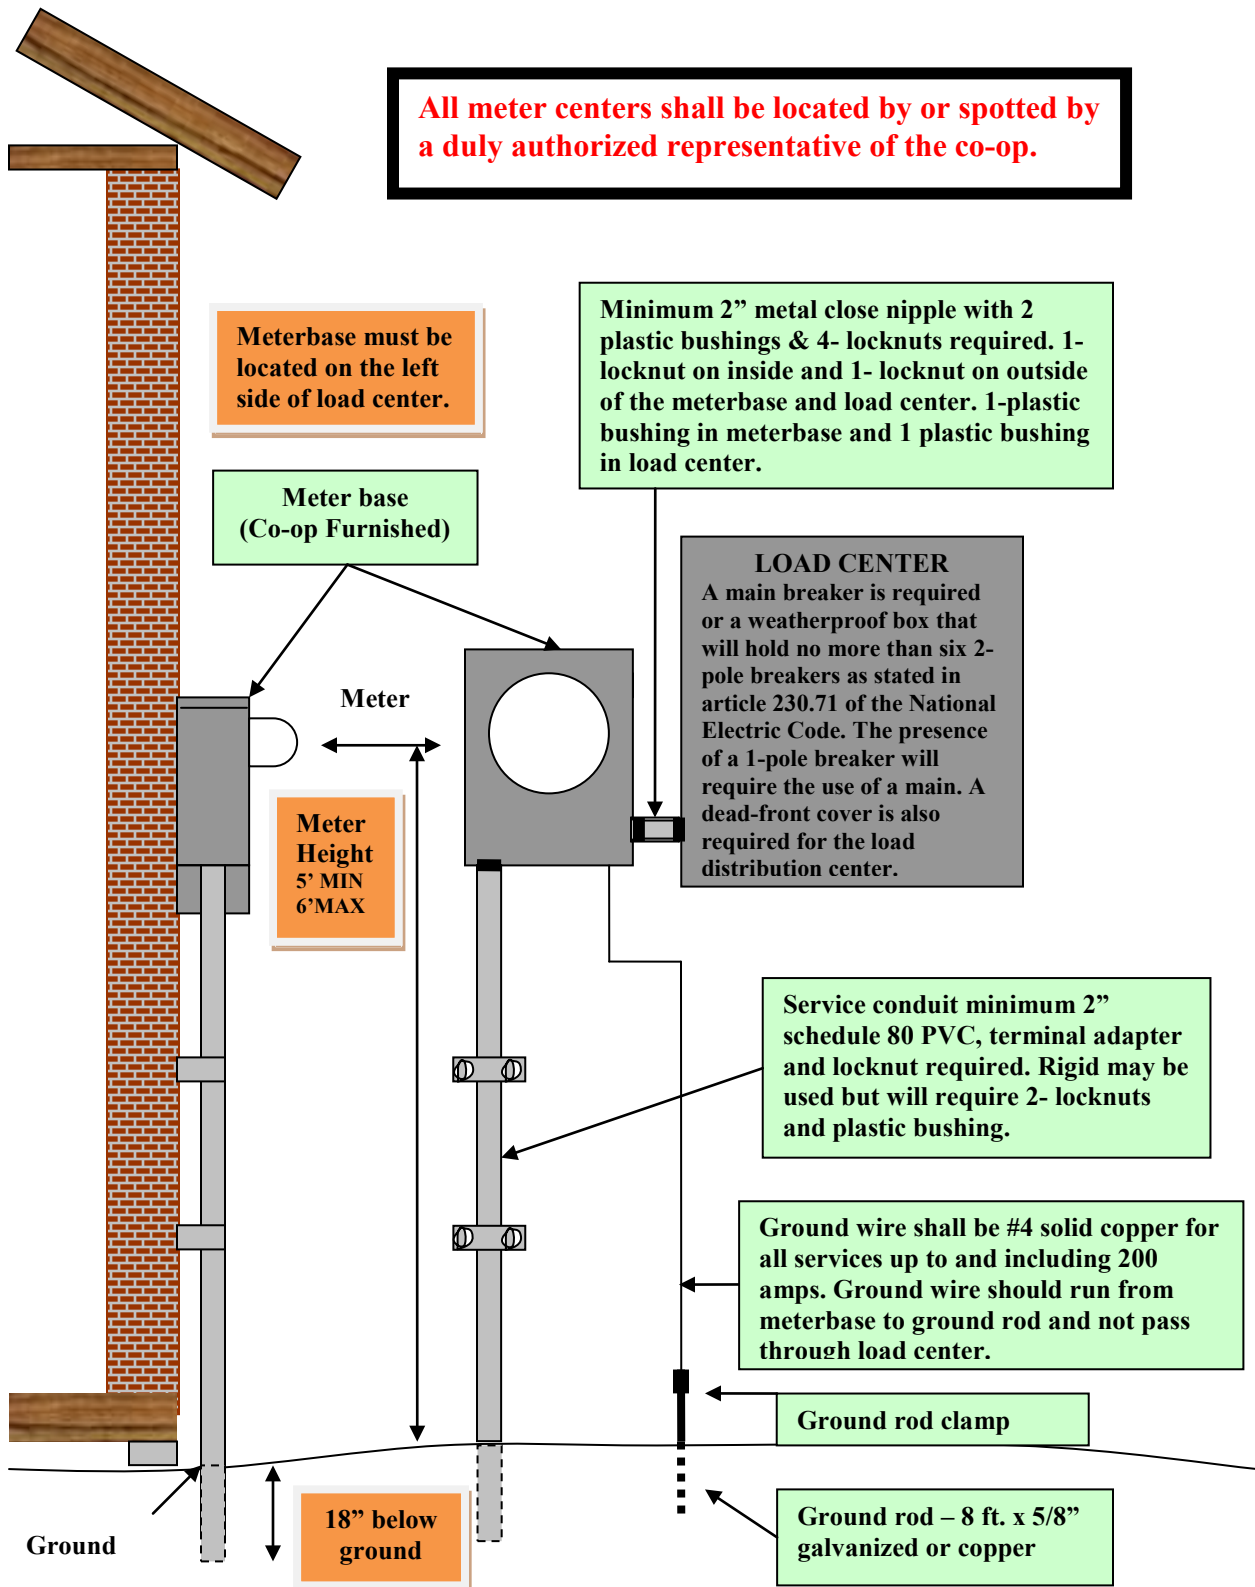 All meter centers shall be located by or spotted by
a duly authorized representative of the co-op.
Meterbase must be
located on the left
side of load center.
Minimum 2” metal close nipple with 2
plastic bushings & 4- locknuts required. 1-
locknut on inside and 1- locknut on outside
of the meterbase and load center. 1-plastic
bushing in meterbase and 1 plastic bushing
in load center.
Meter base
(Co-op Furnished)
LOAD CENTER
A main breaker is required
or a weatherproof box that
will hold no more than six 2-
pole breakers as stated in
article 230.71 of the National
Electric Code. The presence
of a 1-pole breaker will
require the use of a main. A
dead-front cover is also
required for the load
distribution center.
Meter
Meter
Height
5’ MIN
6’MAX
Service conduit minimum 2”
schedule 80 PVC, terminal adapter
and locknut required. Rigid may be
used but will require 2- locknuts
and plastic bushing.
Ground wire shall be #4 solid copper for
all services up to and including 200
amps. Ground wire should run from
meterbase to ground rod and not pass
through load center.
Ground rod clamp
Ground rod – 8 ft. x 5/8”
galvanized or copper
18” below
ground
Ground